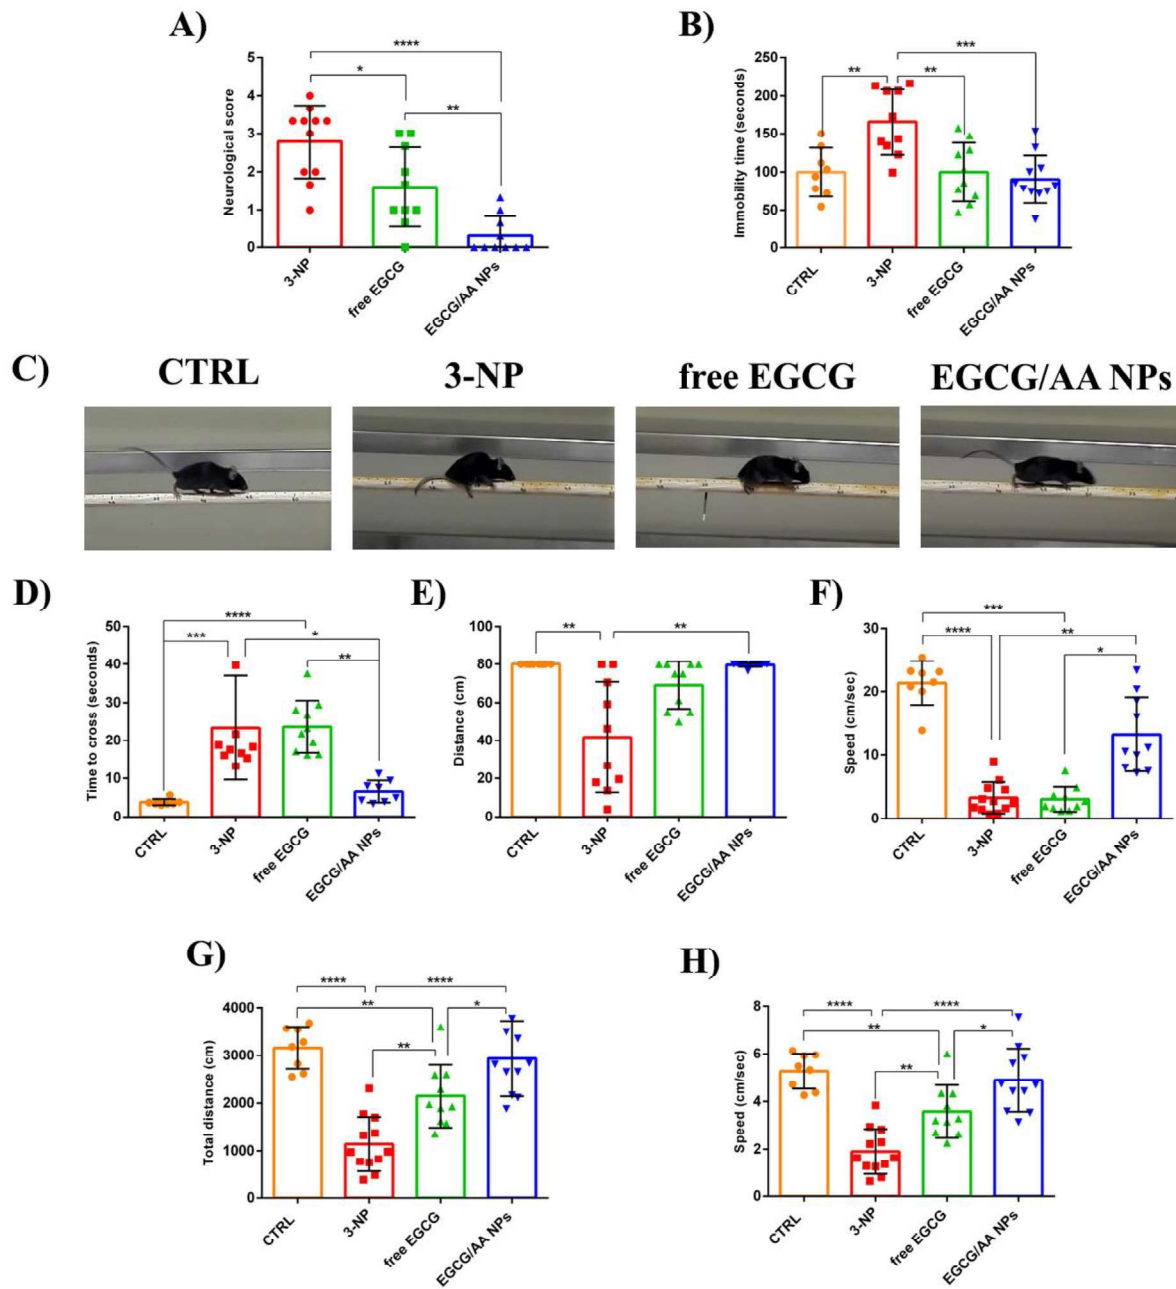 A)
Neurological score
5
4
3
2
1
0
****
*
**
3-NP
free EGCG
EGCG/AA NPs
B)
Immobility time (seconds)
250
200
150
100
50
0
***
**
**
CTRL
3-NP
free EGCG
EGCG/AA NPs
C)
CTRL
3-NP
free EGCG
EGCG/AA NPs
D)
Time to cross (seconds)
50
40
30
20
10
0
****
***
*
**
CTRL
3-NP
free EGCG
EGCG/AA NPs
E)
Distance (cm)
100
80
60
40
20
0
**
**
CTRL
3-NP
free EGCG
EGCG/AA NPs
F)
Speed (cm/sec)
30
20
10
0
***
****
**
*
CTRL
3-NP
free EGCG
EGCG/AA NPs
G)
Total distance (cm)
4000
3000
2000
1000
0
****
****
**
*
**
CTRL
3-NP
free EGCG
EGCG/AA NPs
H)
Speed (cm/sec)
8
6
4
2
0
****
****
**
*
**
CTRL
3-NP
free EGCG
EGCG/AA NPs